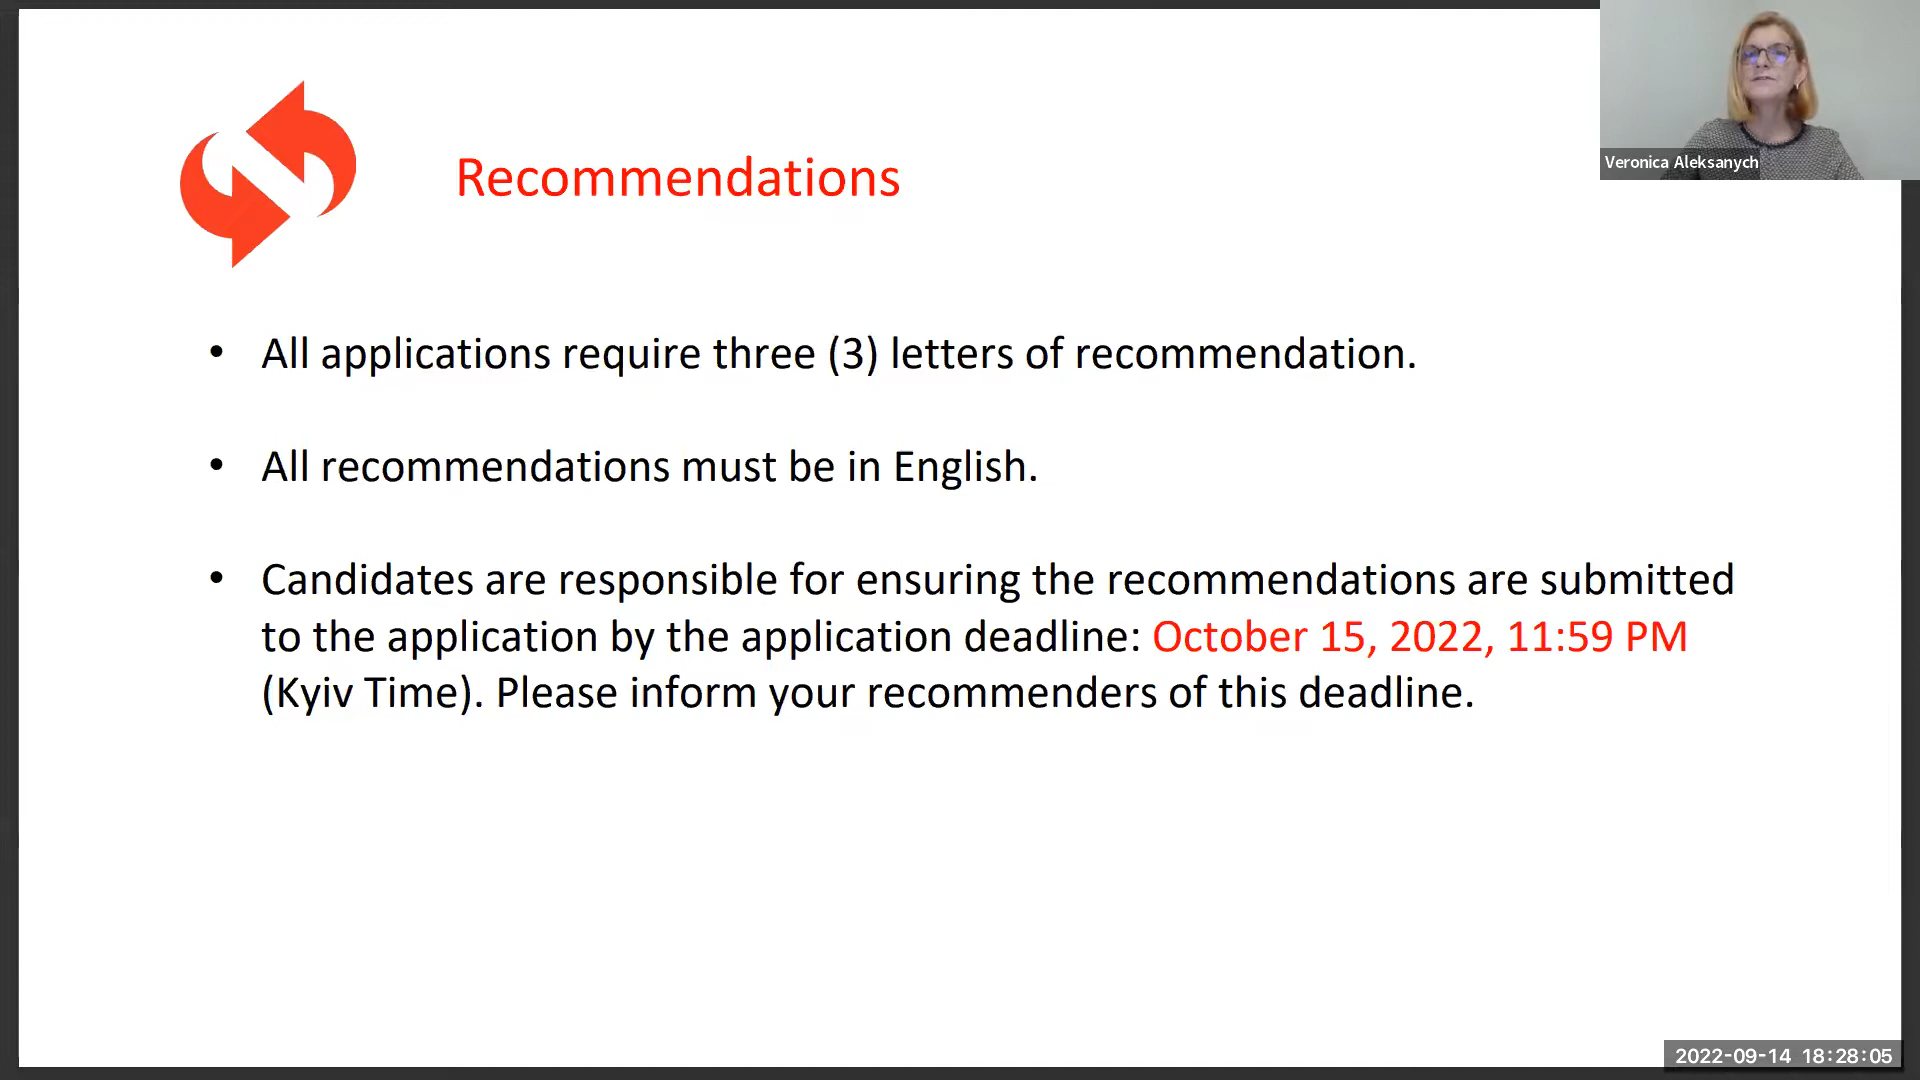 Veronica Aleksanych
Recommendations
• All applications require three (3) letters of recommendation.
• All recommendations must be in English.
• Candidates are responsible for ensuring the recommendations are submitted
to the application by the application deadline: October 15, 2022, 11:59 PM
(Kyiv Time). Please inform your recommenders of this deadline.
2022-09-14 18:28:05